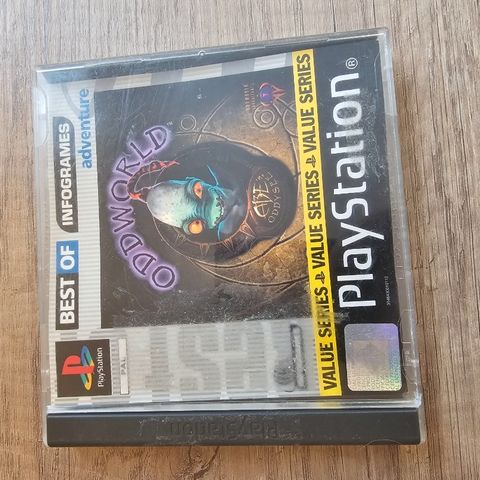 BEST OF INFOGRAMES
adventure
ODDWORLD
ABE'S
ODDYSEE
VALUE SERIES VALUE SERIES VALUE SERIES
PlayStation®
PlayStation
PAL
PlayStation